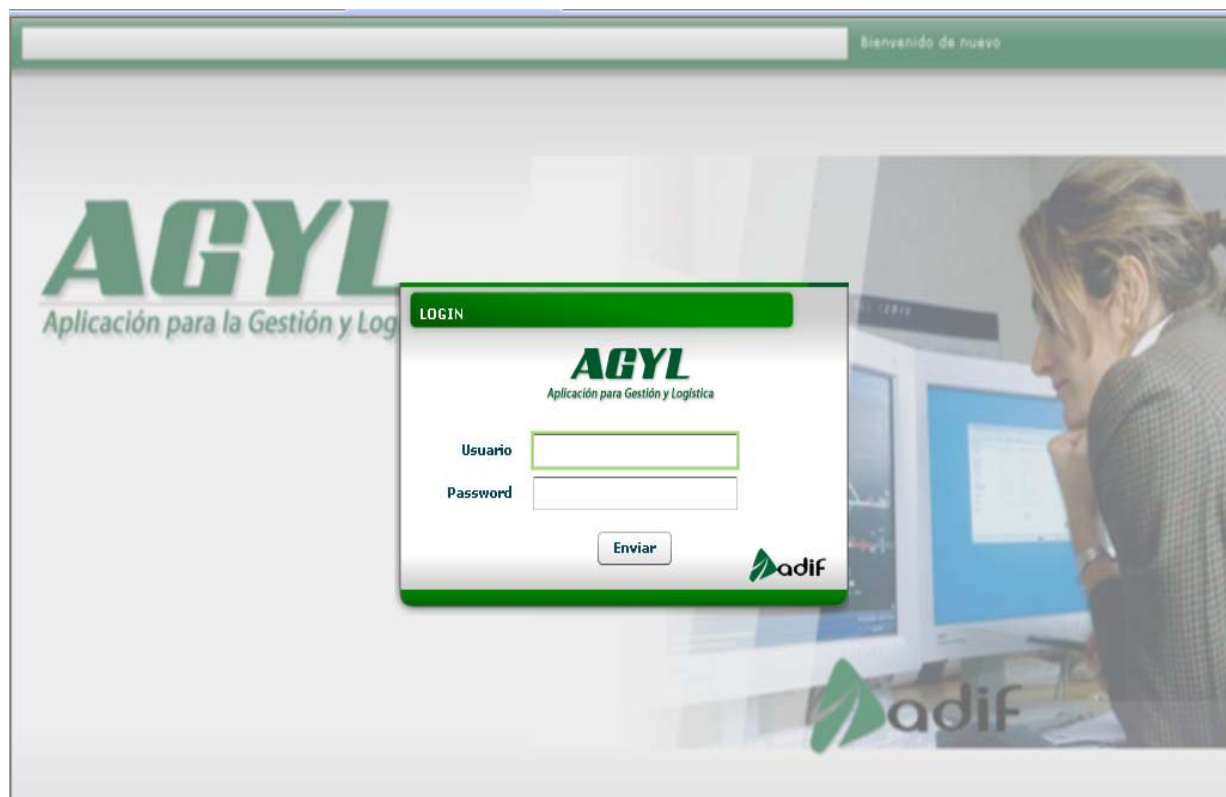 Bienvenido de nuevo
AGYL
Aplicación para la Gestión y Log
LOGIN
AGYL
Aplicación para Gestión y Logística
Usuario
Password
Enviar
adif
adif